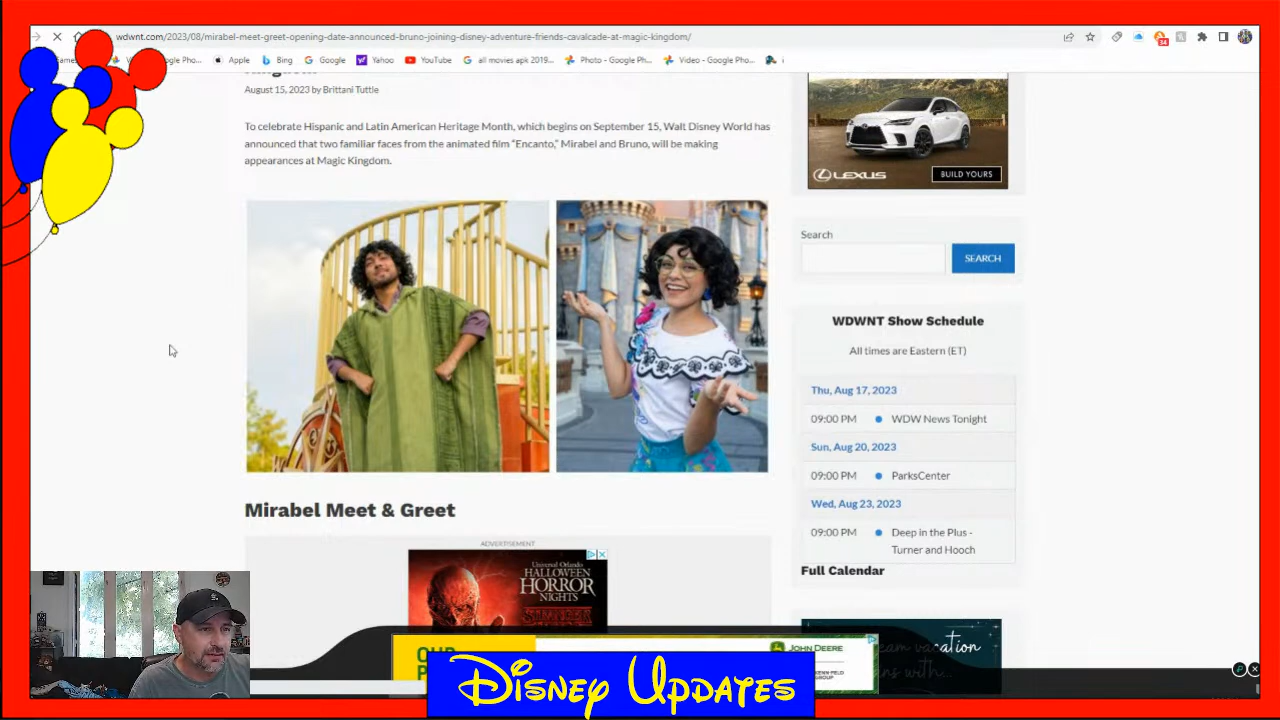 wdwnt.com/2023/08/mirabel-meet-greet-opening-date-announced-bruno-joining-disney-adventure-friends-cavalcade-at-magic-kingdom/
34
Apple
Bing
Google
Yahoo
YouTube
all movies apk 2019...
Photo - Google Ph...
Video - Google Pho...
August 15, 2023 by Brittani Tuttle
To celebrate Hispanic and Latin American Heritage Month, which begins on September 15, Walt Disney World has
announced that two familiar faces from the animated film “Encanto,” Mirabel and Bruno, will be making
appearances at Magic Kingdom.
Mirabel Meet & Greet
ADVERTISEMENT
Universal Orlando
HALLOWEEN
HORROR
NIGHTS
STRANGER
LEXUS
BUILD YOURS
Search
SEARCH
WDWNT Show Schedule
All times are Eastern (ET)
Thu, Aug 17, 2023
09:00 PM WDW News Tonight
Sun, Aug 20, 2023
09:00 PM ParksCenter
Wed, Aug 23, 2023
09:00 PM Deep in the Plus -
Turner and Hooch
Full Calendar
vacation
OUR
JOHN DEERE
Disney Updates